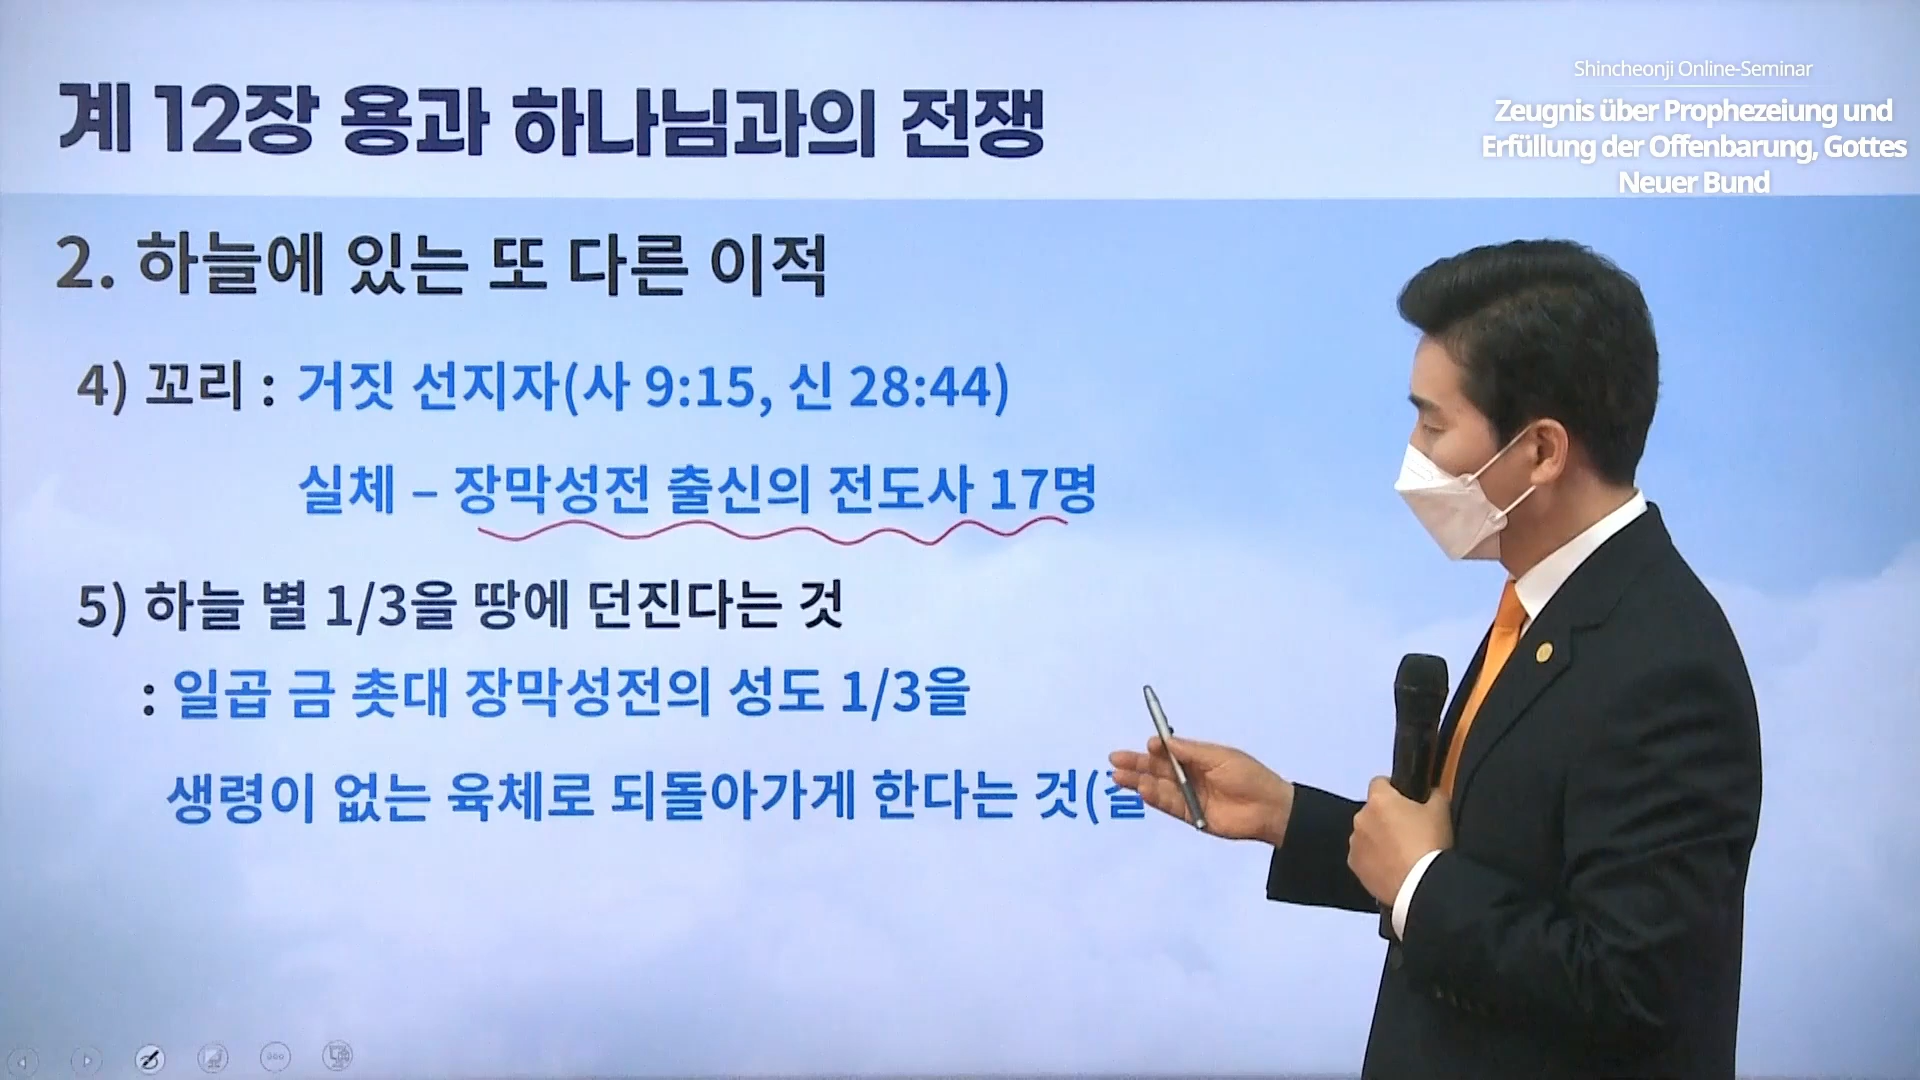 계 12장 용과 하나님과의 전쟁
Shincheonji Online-Seminar
Zeugnis über Prophezeiung und
Erfüllung der Offenbarung, Gottes
Neuer Bund
2. 하늘에 있는 또 다른 이적
4) 꼬리 : 거짓 선지자(사 9:15, 신 28:44)
실체 – 장막성전 출신의 전도사 17명
5) 하늘 별 1/3을 땅에 던진다는 것
: 일곱 금 촛대 장막성전의 성도 1/3을
생령이 없는 육체로 되돌아가게 한다는 것(